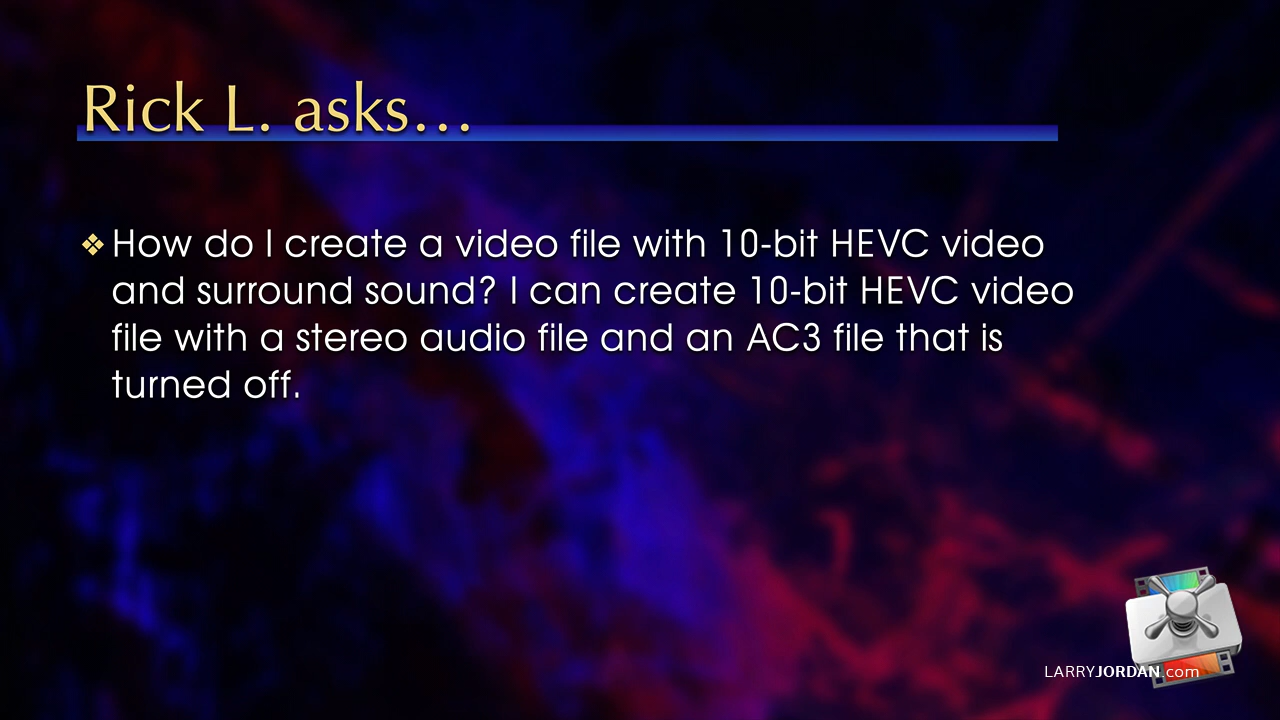 Rick L. asks…
❖ How do I create a video file with 10-bit HEVC video
and surround sound? I can create 10-bit HEVC video
file with a stereo audio file and an AC3 file that is
turned off.
LARRYJORDAN.com